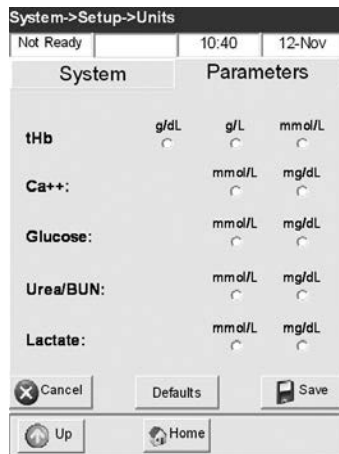 System->Setup->Units
Not Ready 10:40 12-Nov
System Parameters
g/dL g/L mmol/L
tHb
mmol/L mg/dL
Ca++:
mmol/L mg/dL
Glucose:
mmol/L mg/dL
Urea/BUN:
mmol/L mg/dL
Lactate:
Cancel Defaults Save
Up Home